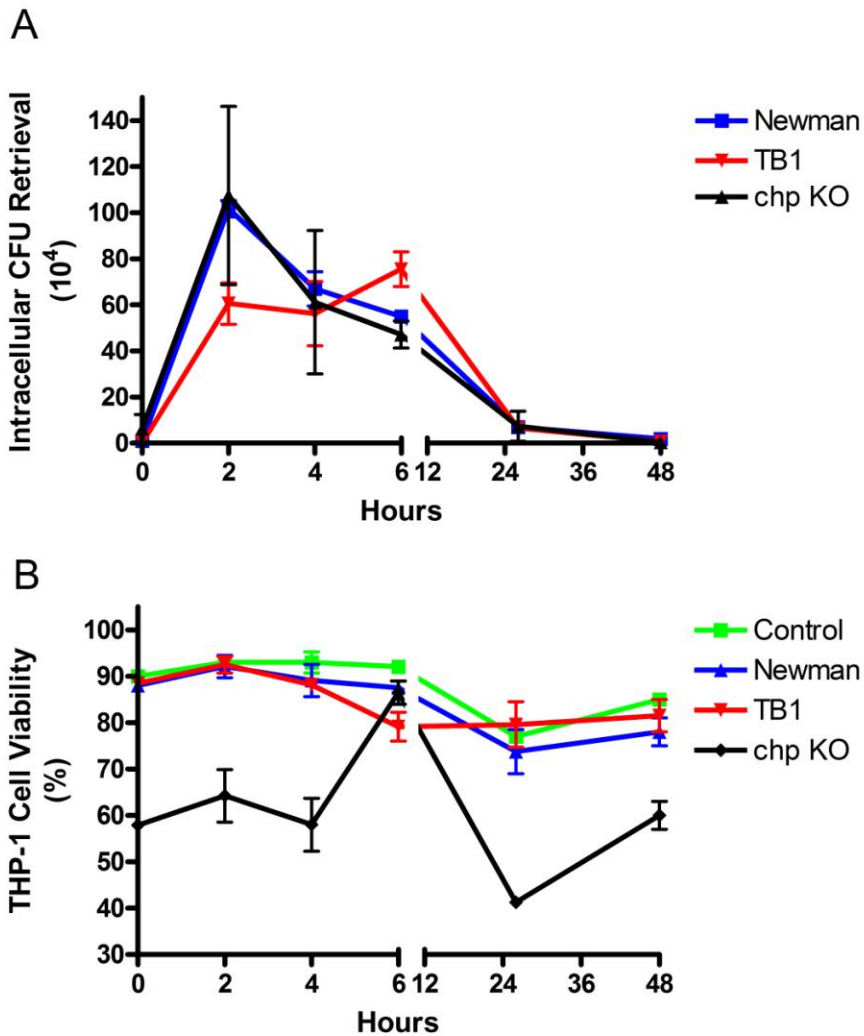 A
Intracellular CFU Retrieval
(10⁴)
140
120
100
80
60
40
20
0
0 2 4 6 12 24 36 48
Hours
Newman
TB1
chp KO
B
THP-1 Cell Viability
(%)
100
90
80
70
60
50
40
30
0 2 4 6 12 24 36 48
Hours
Control
Newman
TB1
chp KO